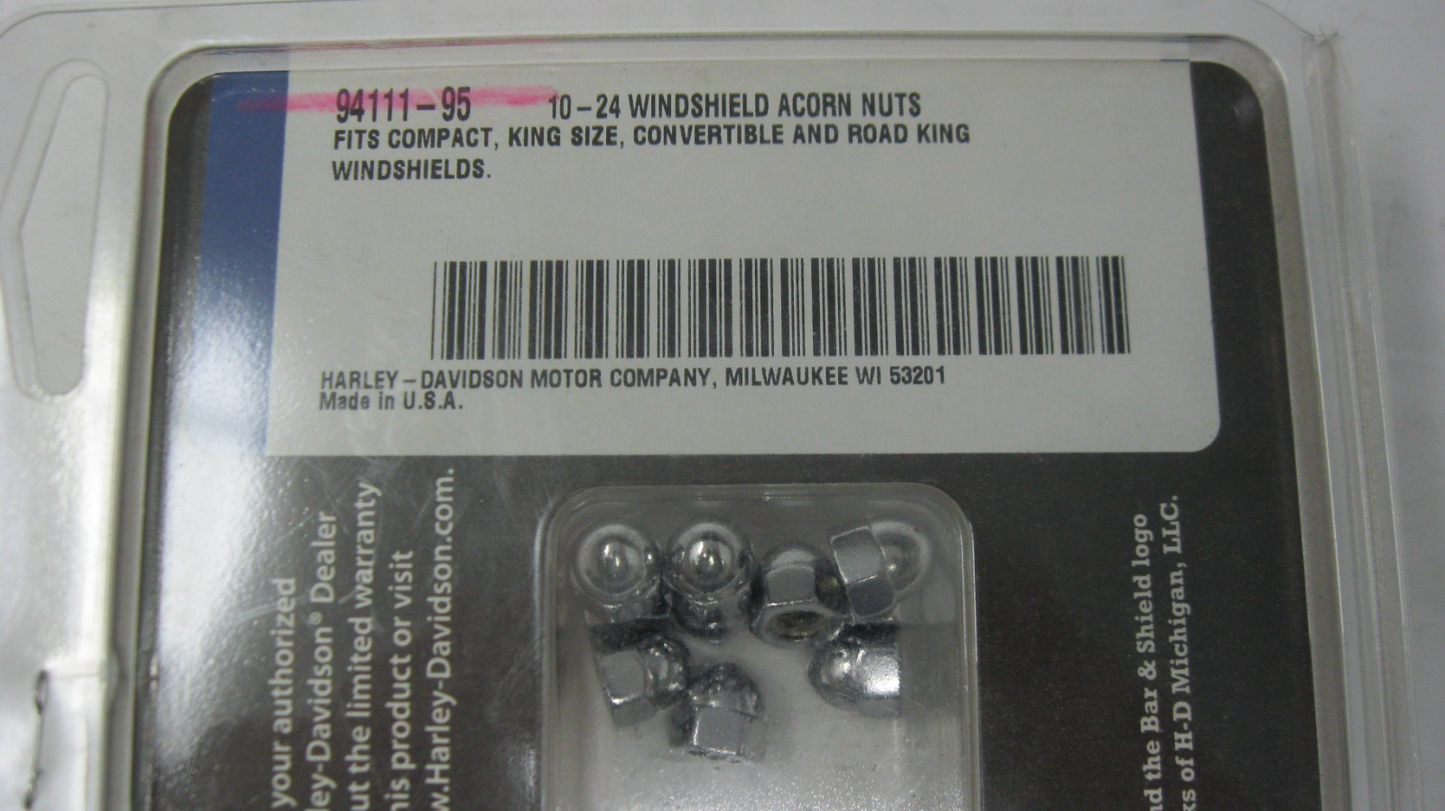 94111-95 10-24 WINDSHIELD ACORN NUTS
FITS COMPACT, KING SIZE, CONVERTIBLE AND ROAD KING
WINDSHIELDS.
HARLEY-DAVIDSON MOTOR COMPANY, MILWAUKEE WI 53201
Made in U.S.A.
your authorized
ley-Davidson® Dealer
ut the limited warranty
his product or visit
w.Harley-Davidson.com.
nd the Bar & Shield logo
ks of H-D Michigan, LLC.